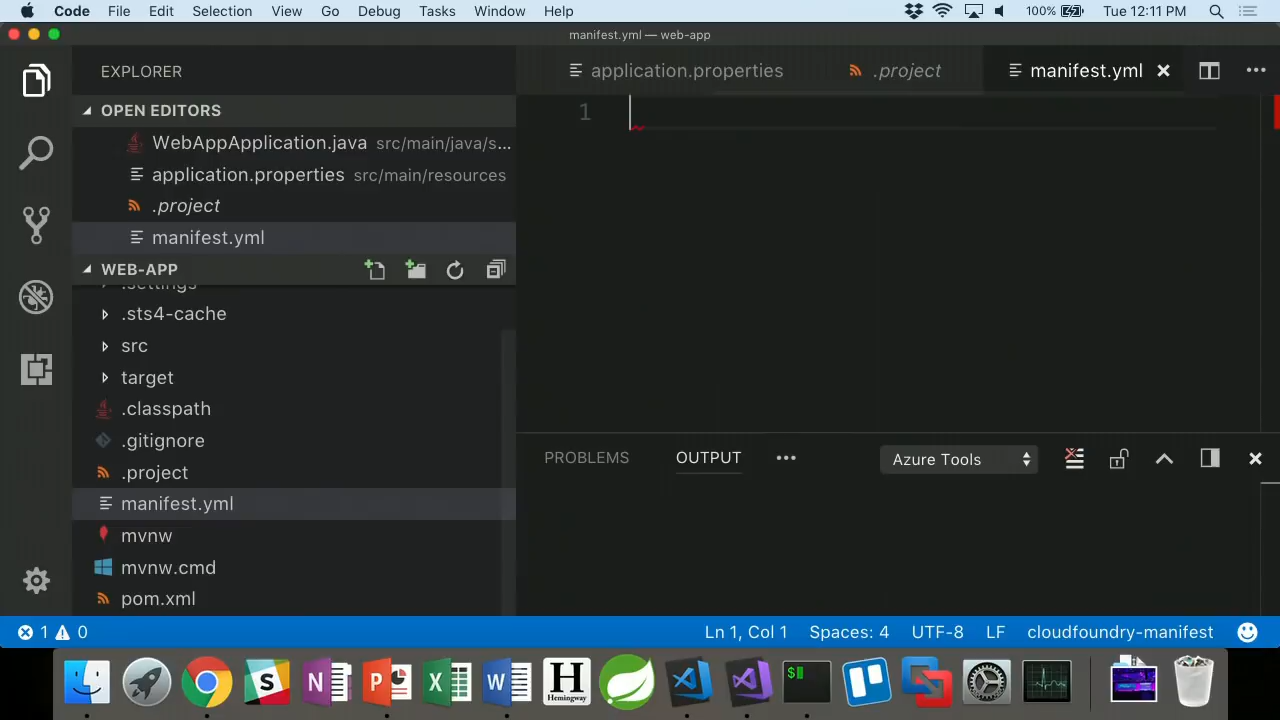 Code File Edit Selection View Go Debug Tasks Window Help 100% Tue 12:11 PM
manifest.yml — web-app
EXPLORER
application.properties .project manifest.yml
OPEN EDITORS
1
WebAppApplication.java src/main/java/s...
application.properties src/main/resources
.project
manifest.yml
WEB-APP
.settings
.sts4-cache
src
target
.classpath
.gitignore
.project
manifest.yml
mvnw
mvnw.cmd
pom.xml
PROBLEMS OUTPUT ••• Azure Tools
1 0 Ln 1, Col 1 Spaces: 4 UTF-8 LF cloudfoundry-manifest
S N P X W H Hemingway $